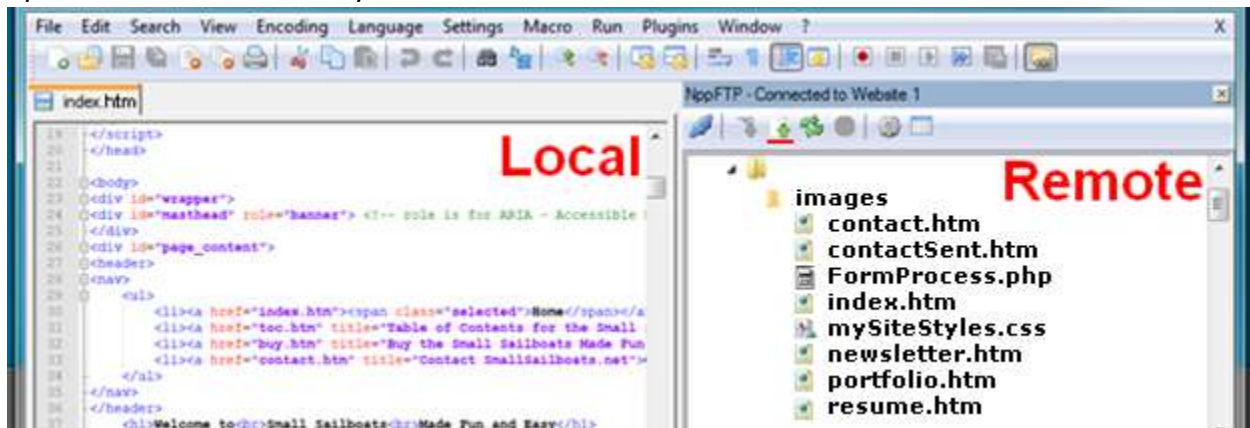 File Edit Search View Encoding Language Settings Macro Run Plugins Window ? X
index.htm
NppFTP - Connected to Website 1
Local
Remote
19 </script>
20 </head>
21
22 <body>
23 <div id="wrapper">
24 <div id="masthead" role="banner"> <!-- role is for ARIA - Accessible
25 </div>
26 <div id="page_content">
27 <header>
28 <nav>
29 <ul>
30 <li><a href="index.htm"><span class="selected">Home</span></a
31 <li><a href="toc.htm" title="Table of Contents for the Small
32 <li><a href="buy.htm" title="Buy the Small Sailboats Made Fun
33 <li><a href="contact.htm" title="Contact SmallSailboats.net">
34 </ul>
35 </nav>
36 </header>
37 <h1>Welcome to<br>Small Sailboats<br>Made Fun and Easy</h1>
images
contact.htm
contactSent.htm
FormProcess.php
index.htm
mySiteStyles.css
newsletter.htm
portfolio.htm
resume.htm